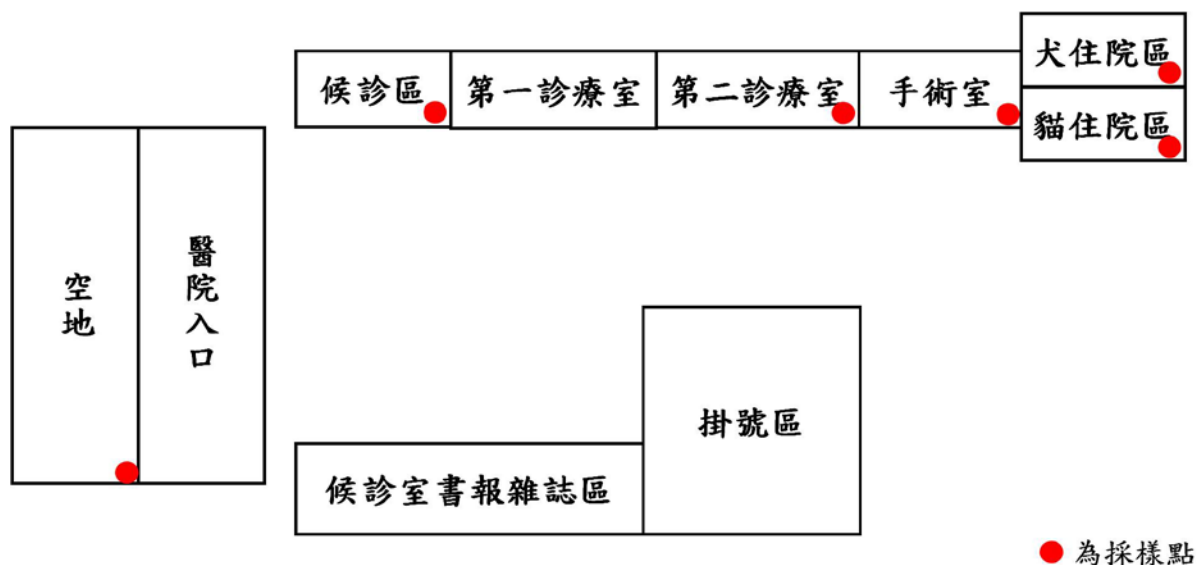 犬住院區
候診區
第一診療室
第二診療室
手術室
貓住院區
空地
醫院入口
掛號區
候診室書報雜誌區
為採樣點